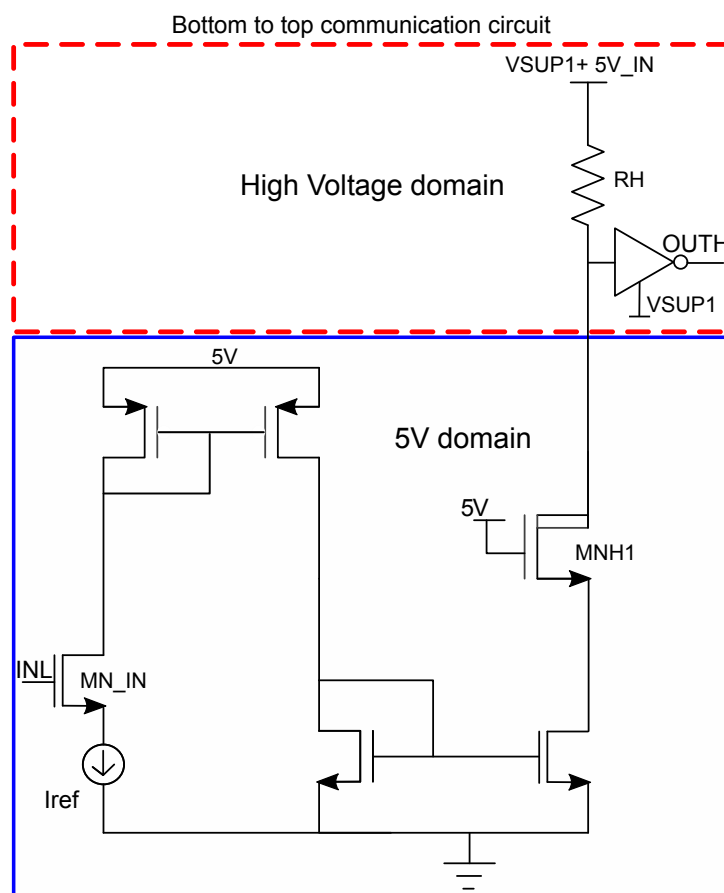 Bottom to top communication circuit
VSUP1+ 5V_IN
RH
High Voltage domain
OUTH
VSUP1
5V
5V domain
5V
MNH1
INL
MN_IN
Iref